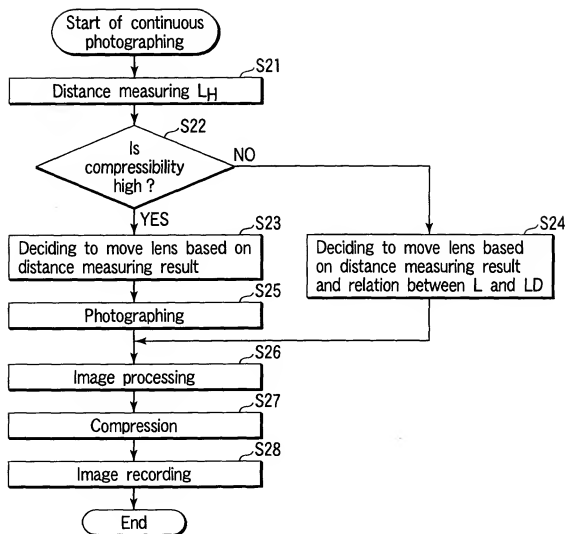 Start of continuous
photographing
S21
Distance measuring LH
S22
Is
compressibility
high ?
NO
YES
S23
Deciding to move lens based on
distance measuring result
S24
Deciding to move lens based
on distance measuring result
and relation between L and LD
S25
Photographing
S26
Image processing
S27
Compression
S28
Image recording
End